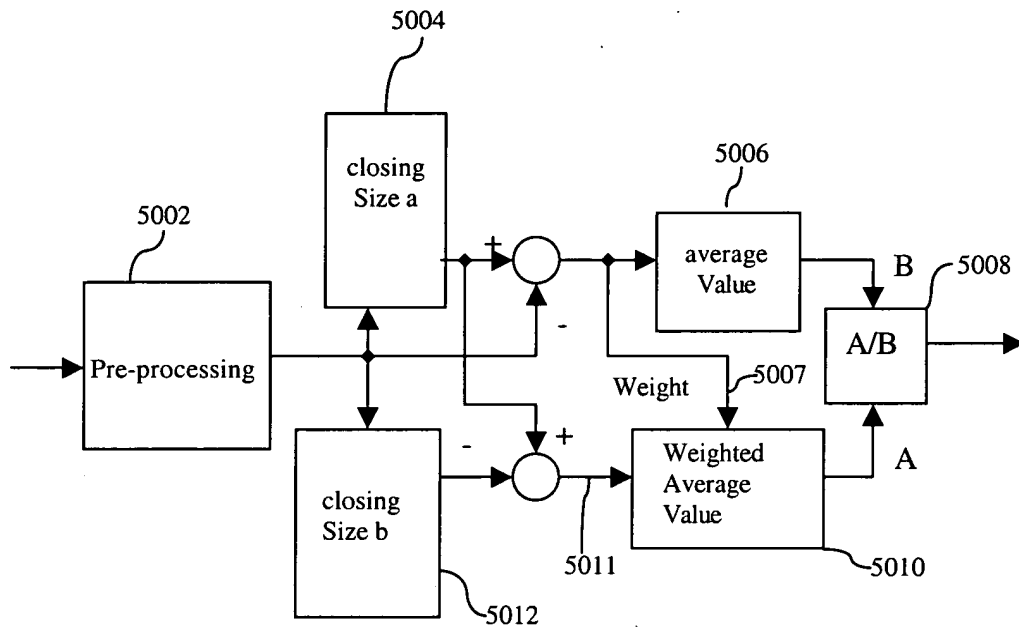 5004
closing
Size a
5006
5002
+
average
Value
B
5008
-
A/B
Pre-processing
Weight
5007
-
+
Weighted
Average
Value
A
closing
Size b
5011
5010
5012